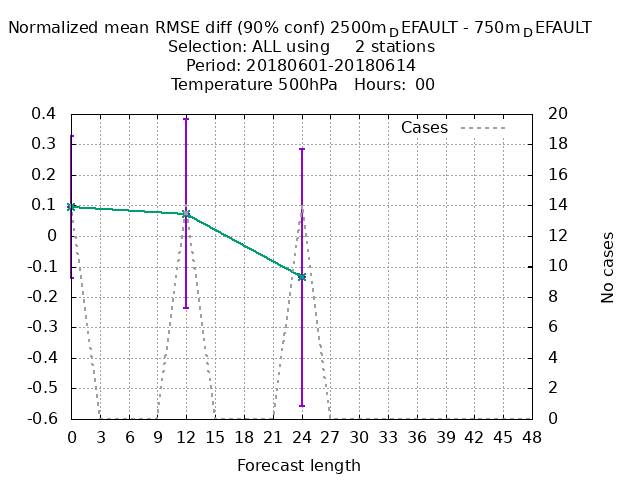 Normalized mean RMSE diff (90% conf) 2500m_DEFAULT - 750m_DEFAULT
Selection: ALL using 2 stations
Period: 20180601-20180614
Temperature 500hPa Hours: 00
Cases
0.4
0.3
0.2
0.1
0
-0.1
-0.2
-0.3
-0.4
-0.5
-0.6
20
18
16
14
12
10
8
6
4
2
0
No cases
0 3 6 9 12 15 18 21 24 27 30 33 36 39 42 45 48
Forecast length